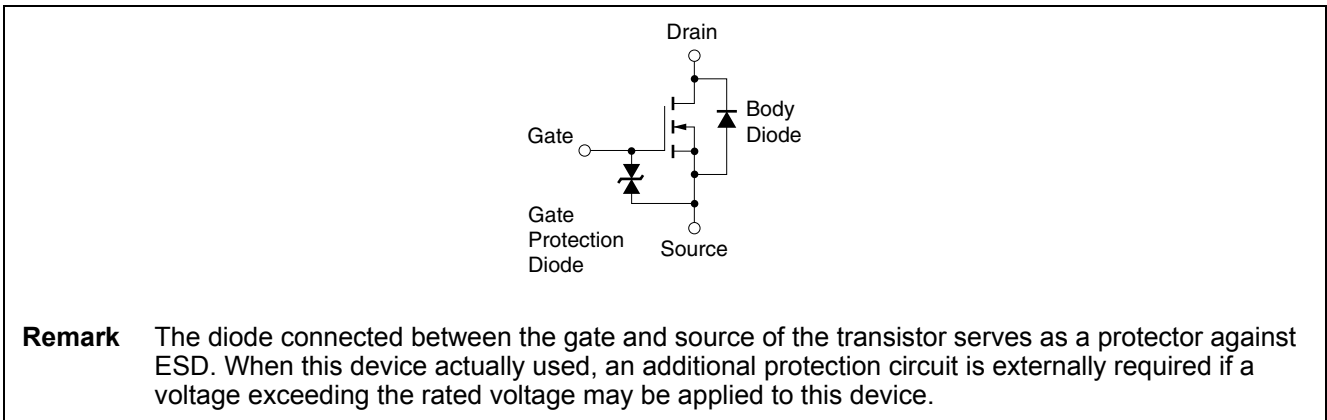 Drain
Body
Diode
Gate
Gate
Protection
Diode
Source
Remark The diode connected between the gate and source of the transistor serves as a protector against
ESD. When this device actually used, an additional protection circuit is externally required if a
voltage exceeding the rated voltage may be applied to this device.